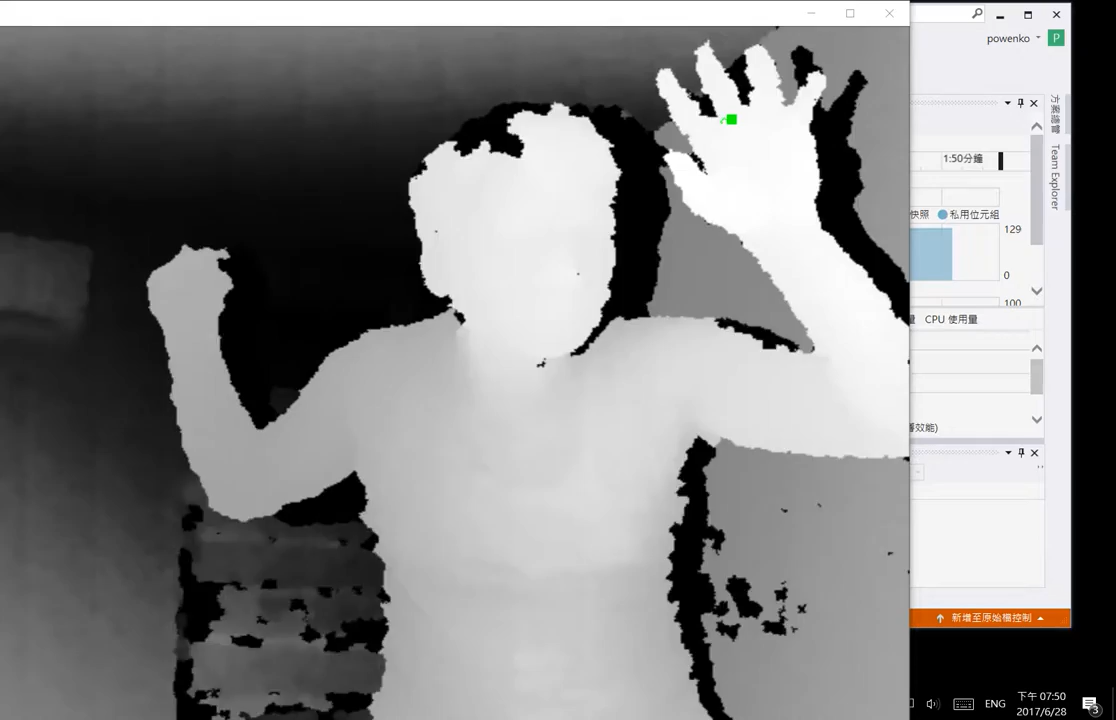 powenko
P
方案總管
Team Explorer
1:50分鐘
快照
私用位元組
129
0
100
量
CPU 使用量
效能)
新增至原始檔控制
ENG
下午 07:50
2017/6/28
3